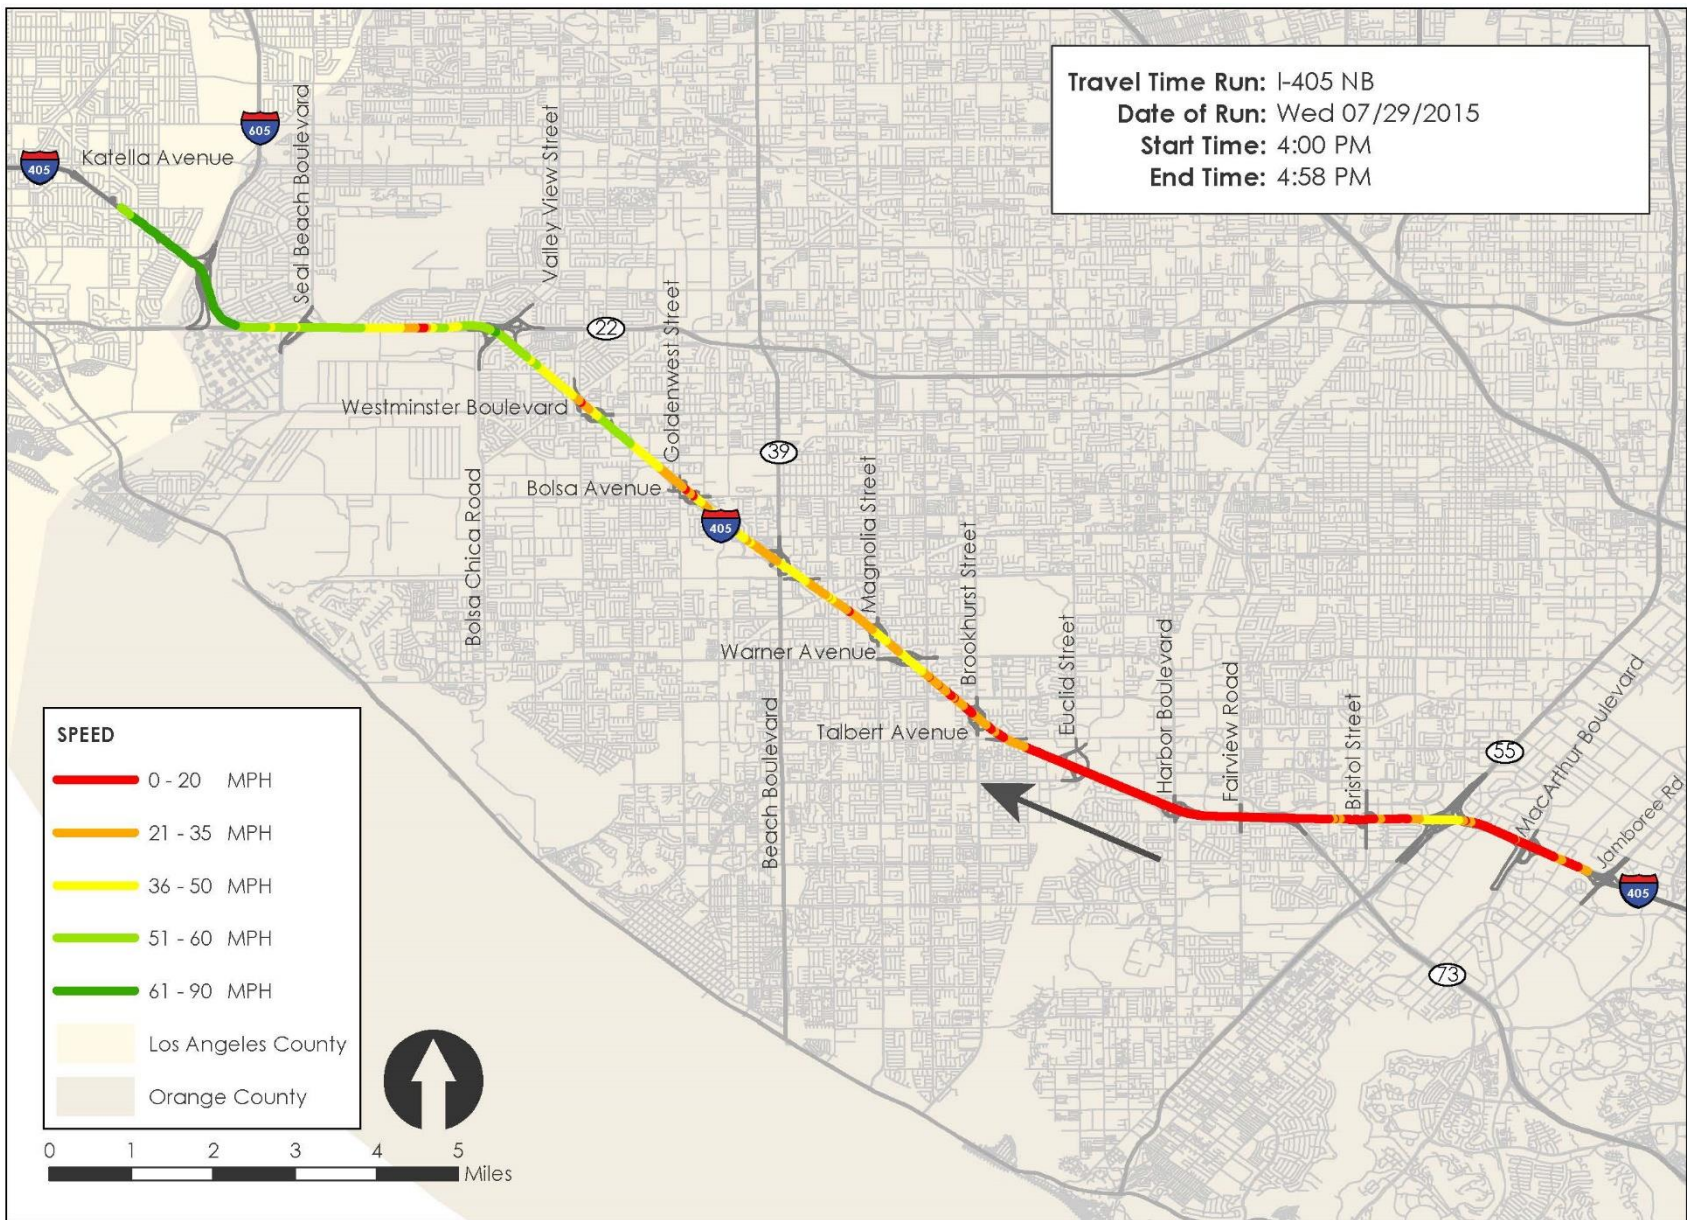 Travel Time Run: I-405 NB
Date of Run: Wed 07/29/2015
Start Time: 4:00 PM
End Time: 4:58 PM
605
Katella Avenue
405
Seal Beach Boulevard
Valley View Street
22
Goldenwest Street
Westminster Boulevard
39
Bolsa Avenue
405
Bolsa Chica Road
Magnolia Street
Warner Avenue
Brookhurst Street
Talbert Avenue
Euclid Street
Harbor Boulevard
Fairview Road
Bristol Street
Beach Boulevard
55
MacArthur Boulevard
Jamboree Rd
405
73
SPEED
0 - 20 MPH
21 - 35 MPH
36 - 50 MPH
51 - 60 MPH
61 - 90 MPH
Los Angeles County
Orange County
0 1 2 3 4 5
Miles